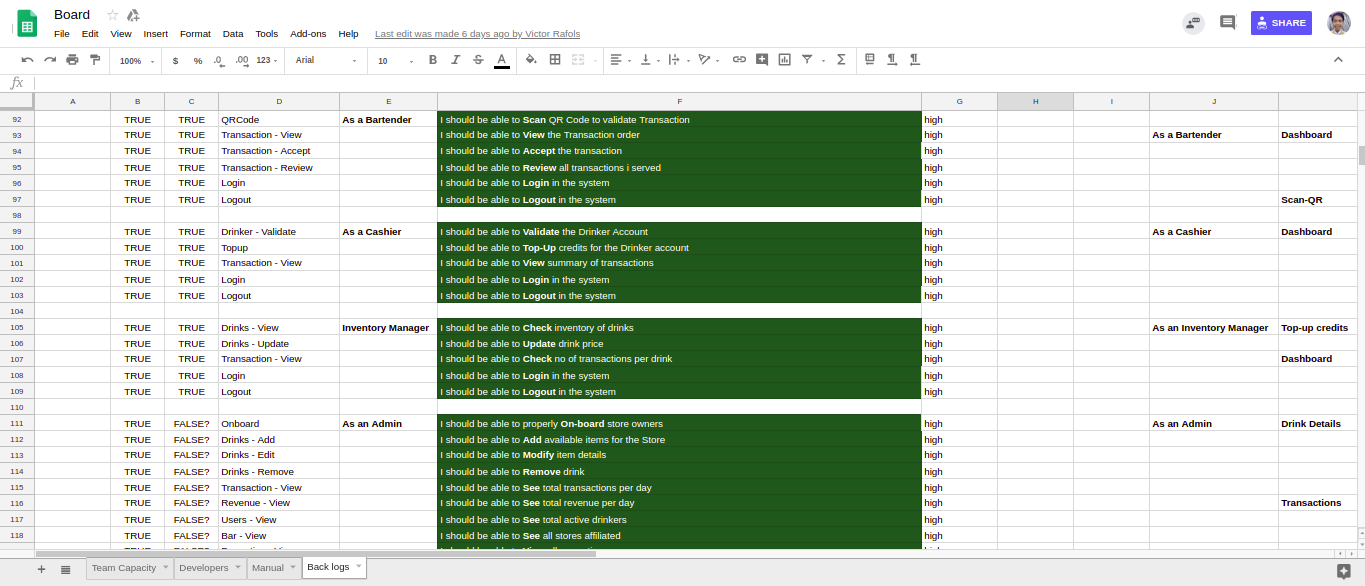 Board
File Edit View Insert Format Data Tools Add-ons Help Last edit was made 6 days ago by Victor Rafols
SHARE
100% $ % .0 .00 123 Arial 10 B I S A Σ
fx
A B C D E F G H I J
92 TRUE TRUE QRCode As a Bartender I should be able to Scan QR Code to validate Transaction high
93 TRUE TRUE Transaction - View I should be able to View the Transaction order high As a Bartender Dashboard
94 TRUE TRUE Transaction - Accept I should be able to Accept the transaction high
95 TRUE TRUE Transaction - Review I should be able to Review all transactions i served high
96 TRUE TRUE Login I should be able to Login in the system high
97 TRUE TRUE Logout I should be able to Logout in the system high Scan-QR
98
99 TRUE TRUE Drinker - Validate As a Cashier I should be able to Validate the Drinker Account high As a Cashier Dashboard
100 TRUE TRUE Topup I should be able to Top-Up credits for the Drinker account high
101 TRUE TRUE Transaction - View I should be able to View summary of transactions high
102 TRUE TRUE Login I should be able to Login in the system high
103 TRUE TRUE Logout I should be able to Logout in the system high
104
105 TRUE TRUE Drinks - View Inventory Manager I should be able to Check inventory of drinks high As an Inventory Manager Top-up credits
106 TRUE TRUE Drinks - Update I should be able to Update drink price high
107 TRUE TRUE Transaction - View I should be able to Check no of transactions per drink high Dashboard
108 TRUE TRUE Login I should be able to Login in the system high
109 TRUE TRUE Logout I should be able to Logout in the system high
110
111 TRUE FALSE? Onboard As an Admin I should be able to properly On-board store owners high As an Admin Drink Details
112 TRUE FALSE? Drinks - Add I should be able to Add available items for the Store high
113 TRUE FALSE? Drinks - Edit I should be able to Modify item details high
114 TRUE FALSE? Drinks - Remove I should be able to Remove drink high
115 TRUE FALSE? Transaction - View I should be able to See total transactions per day high
116 TRUE FALSE? Revenue - View I should be able to See total revenue per day high Transactions
117 TRUE FALSE? Users - View I should be able to See total active drinkers high
118 TRUE FALSE? Bar - View I should be able to See all stores affiliated high
Team Capacity Developers Manual Back logs